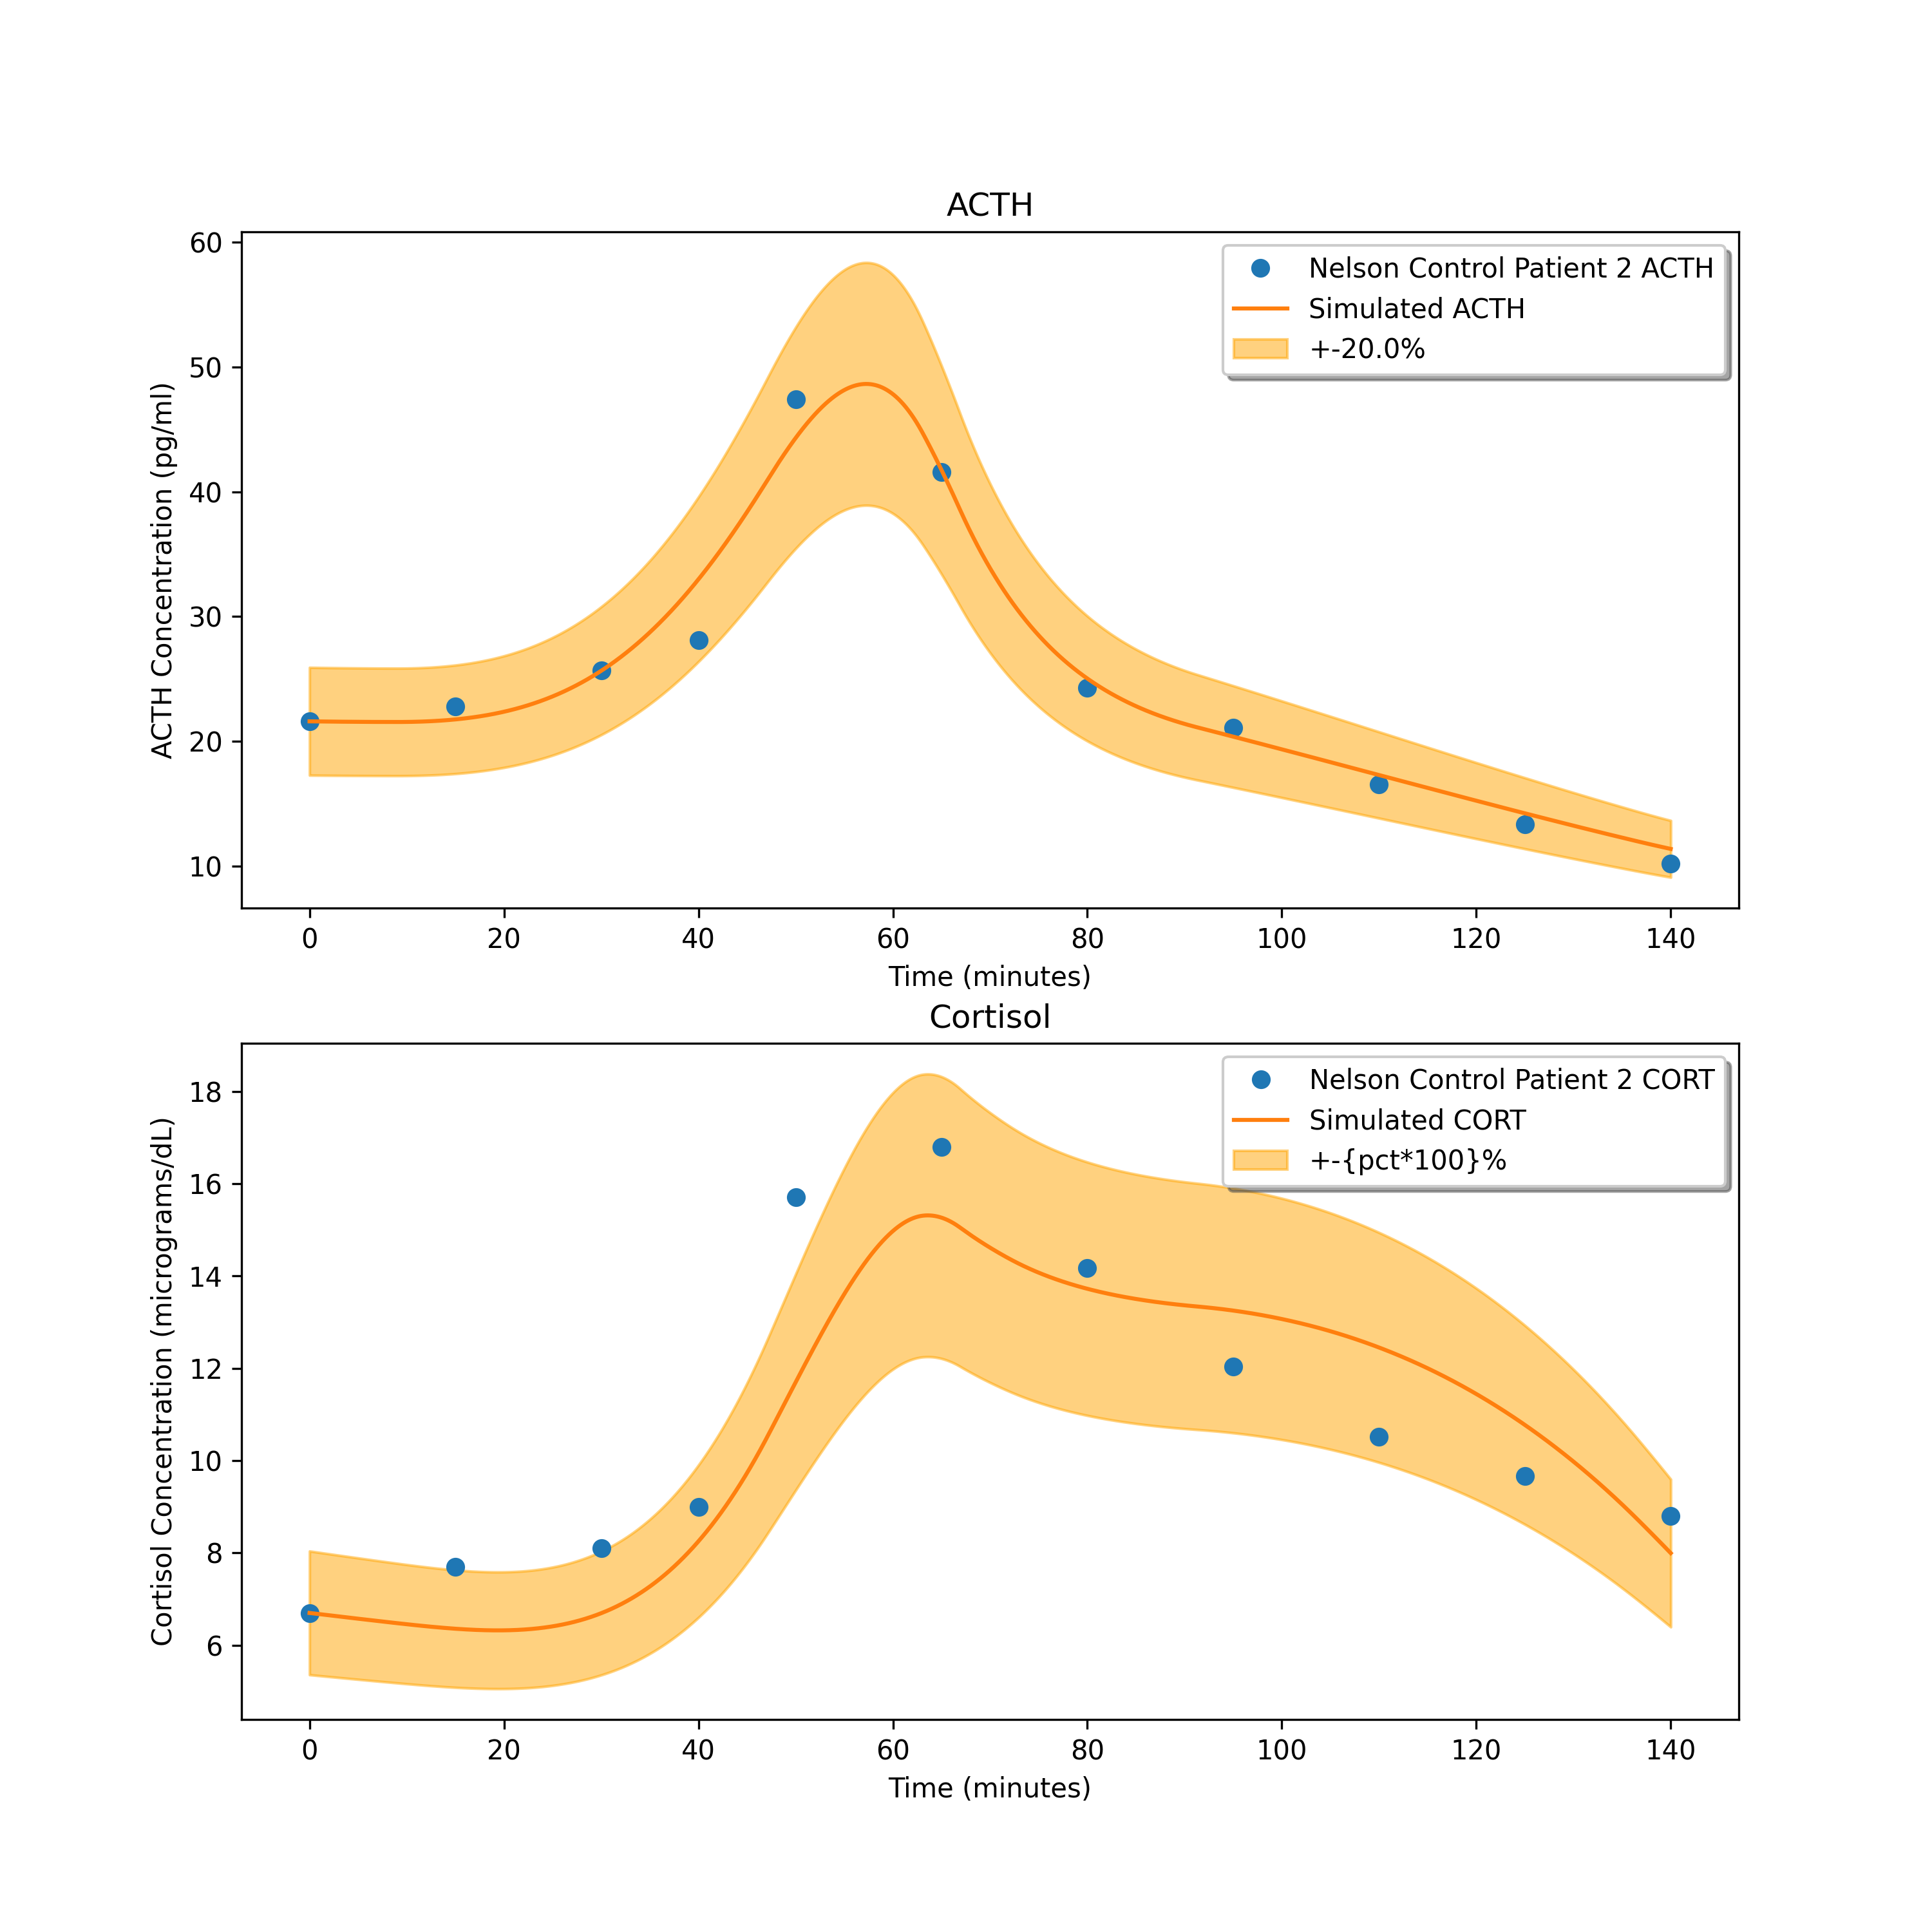 ACTH
60
50
40
30
20
10
ACTH Concentration (pg/ml)
Nelson Control Patient 2 ACTH
Simulated ACTH
+-20.0%
0 20 40 60 80 100 120 140
Time (minutes)
Cortisol
18
16
14
12
10
8
6
Cortisol Concentration (micrograms/dL)
Nelson Control Patient 2 CORT
Simulated CORT
+-{pct*100}%
0 20 40 60 80 100 120 140
Time (minutes)